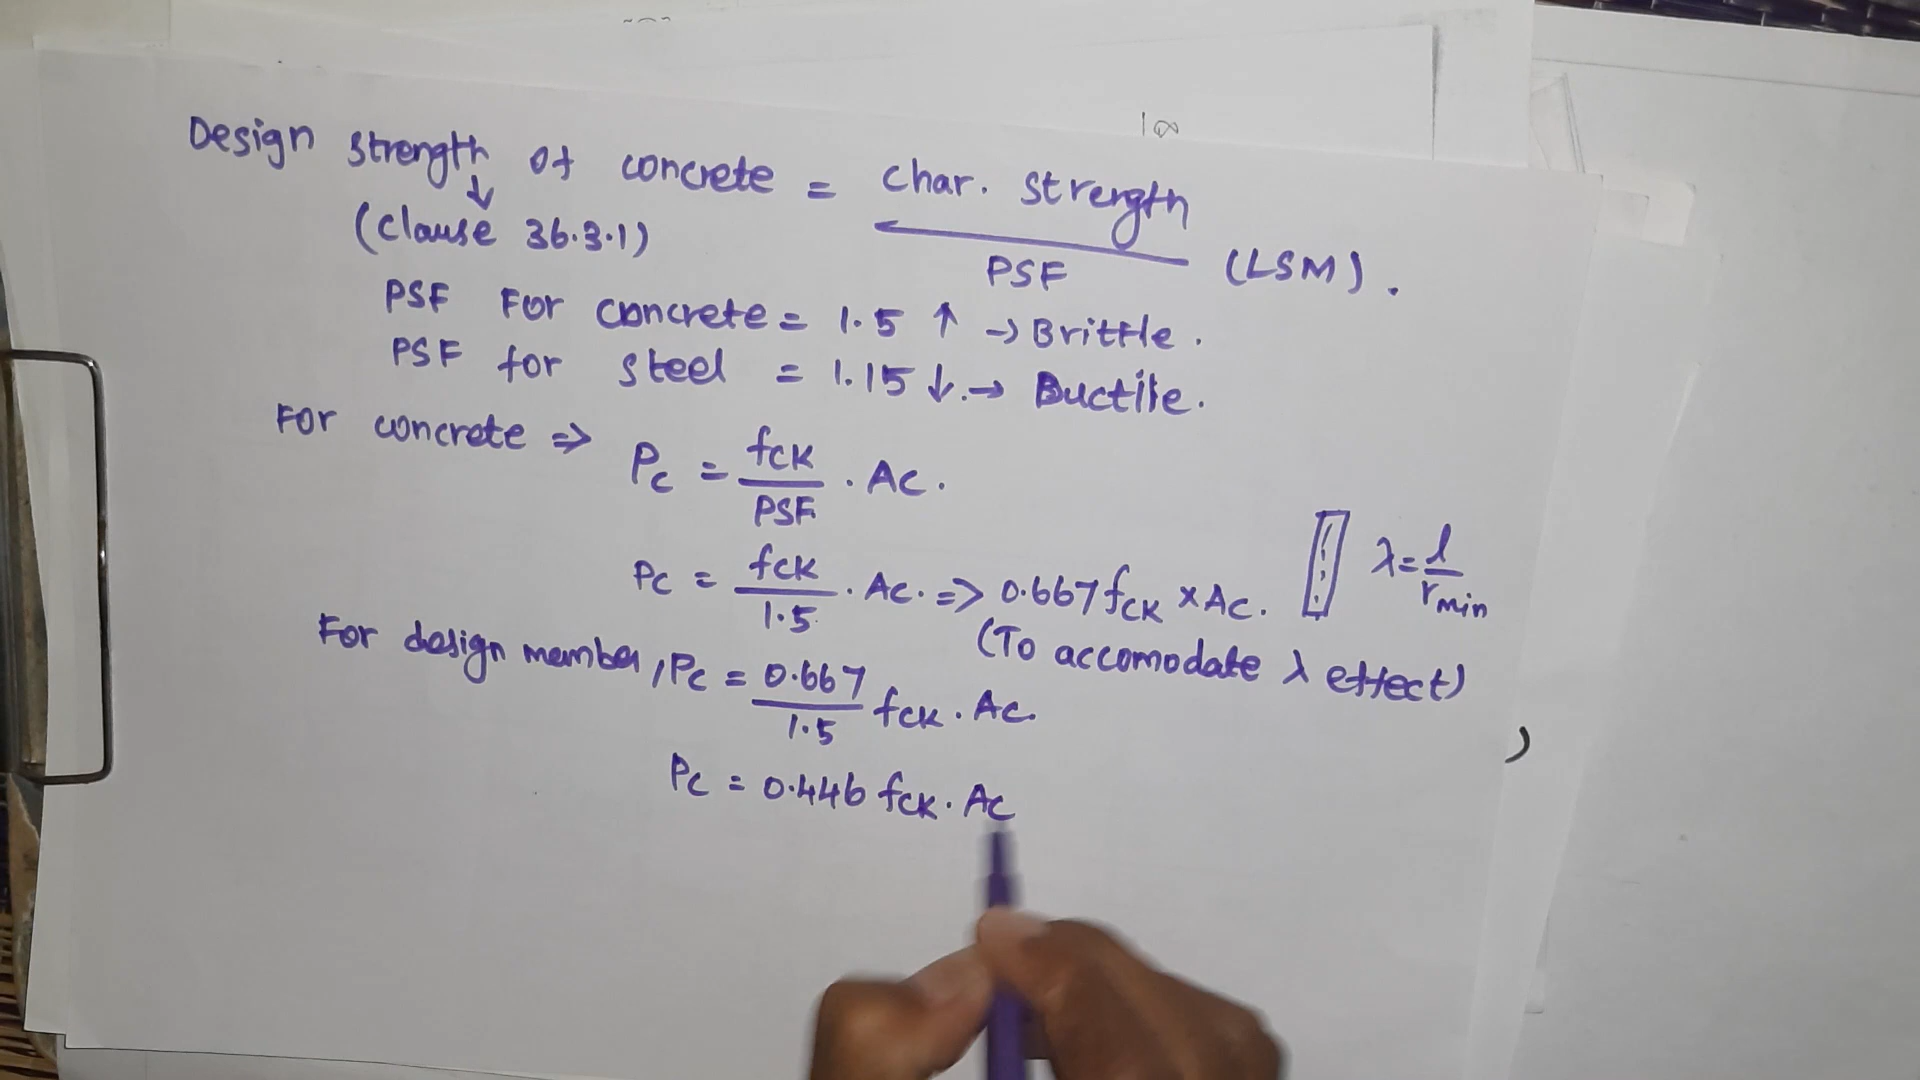 Design strength of concrete = char. strength
PSF (LSM).
(clause 36.3.1)
PSF For concrete = 1.5 ↑ → Brittle.
PSF for steel = 1.15 ↓. → Ductile.
For concrete ⇒ Pc = fck / PSF . Ac.
Pc = fck / 1.5 . Ac. ⇒ 0.667 fck × Ac.
λ = l / rmin
(To accomodate λ effect)
For design member, Pc = 0.667 / 1.5 fck . Ac.
Pc = 0.446 fck . Ac